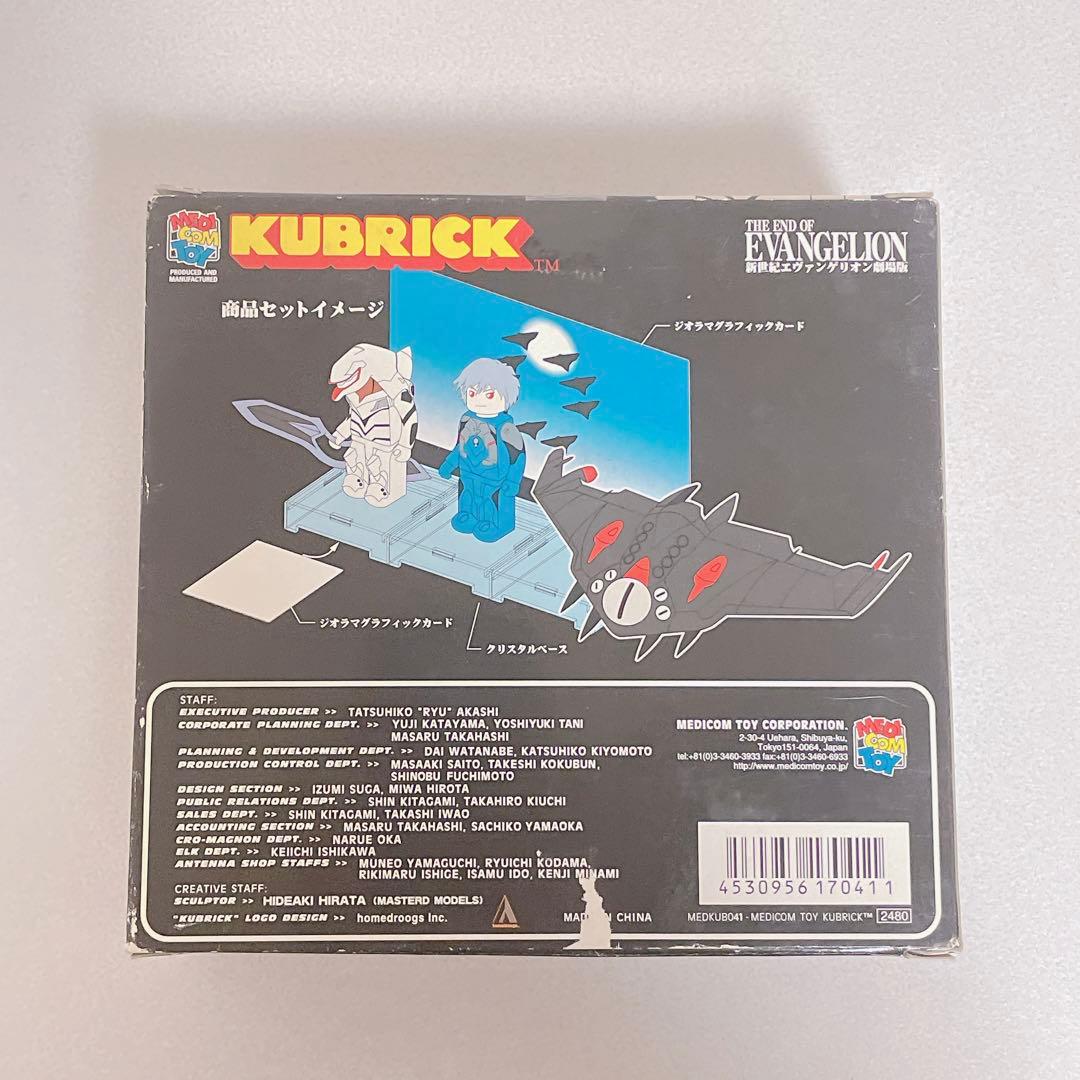 MEDI
COM
TOY
PRODUCED AND
MANUFACTURED
KUBRICK TM
THE END OF
EVANGELION
新世紀エヴァンゲリオン劇場版
商品セットイメージ
ジオラマグラフィックカード
ジオラマグラフィックカード
クリスタルベース
STAFF:
EXECUTIVE PRODUCER >> TATSUHIKO "RYU" AKASHI
CORPORATE PLANNING DEPT. >> YUJI KATAYAMA, YOSHIYUKI TANI
MASARU TAKAHASHI
PLANNING & DEVELOPMENT DEPT. >> DAI WATANABE, KATSUHIKO KIYOMOTO
PRODUCTION CONTROL DEPT. >> MASAAKI SAITO, TAKESHI KOKUBUN,
SHINOBU FUCHIMOTO
DESIGN SECTION >> IZUMI SUGA, MIWA HIROTA
PUBLIC RELATIONS DEPT. >> SHIN KITAGAMI, TAKAHIRO KIUCHI
SALES DEPT. >> SHIN KITAGAMI, TAKASHI IWAO
ACCOUNTING SECTION >> MASARU TAKAHASHI, SACHIKO YAMAOKA
CRO-MAGNON DEPT. >> NARUE OKA
ELK DEPT. >> KEIICHI ISHIKAWA
ANTENNA SHOP STAFFS >> MUNEO YAMAGUCHI, RYUICHI KODAMA,
RIKIMARU ISHIGE, ISAMU IDO, KENJI MINAMI
CREATIVE STAFF:
SCULPTOR >> HIDEAKI HIRATA (MASTERD MODELS)
"KUBRICK" LOGO DESIGN >> homedroogs Inc.
MADE IN CHINA
MEDICOM TOY CORPORATION.
2-30-4 Uehara, Shibuya-ku,
Tokyo151-0064, Japan
tel:+81(0)3-3460-3933 fax:+81(0)3-3460-6933
http://www.medicomtoy.co.jp/
MEDI
COM
TOY
4530956170411
MEDKUB041 - MEDICOM TOY KUBRICK™ 2480